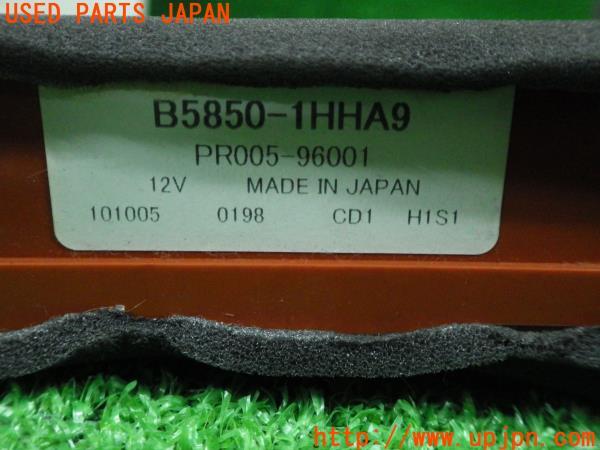 USED PARTS JAPAN
B5850-1HHA9
PR005-96001
12V MADE IN JAPAN
101005 0198 CD1 H1S1
http://www.upjpn.com